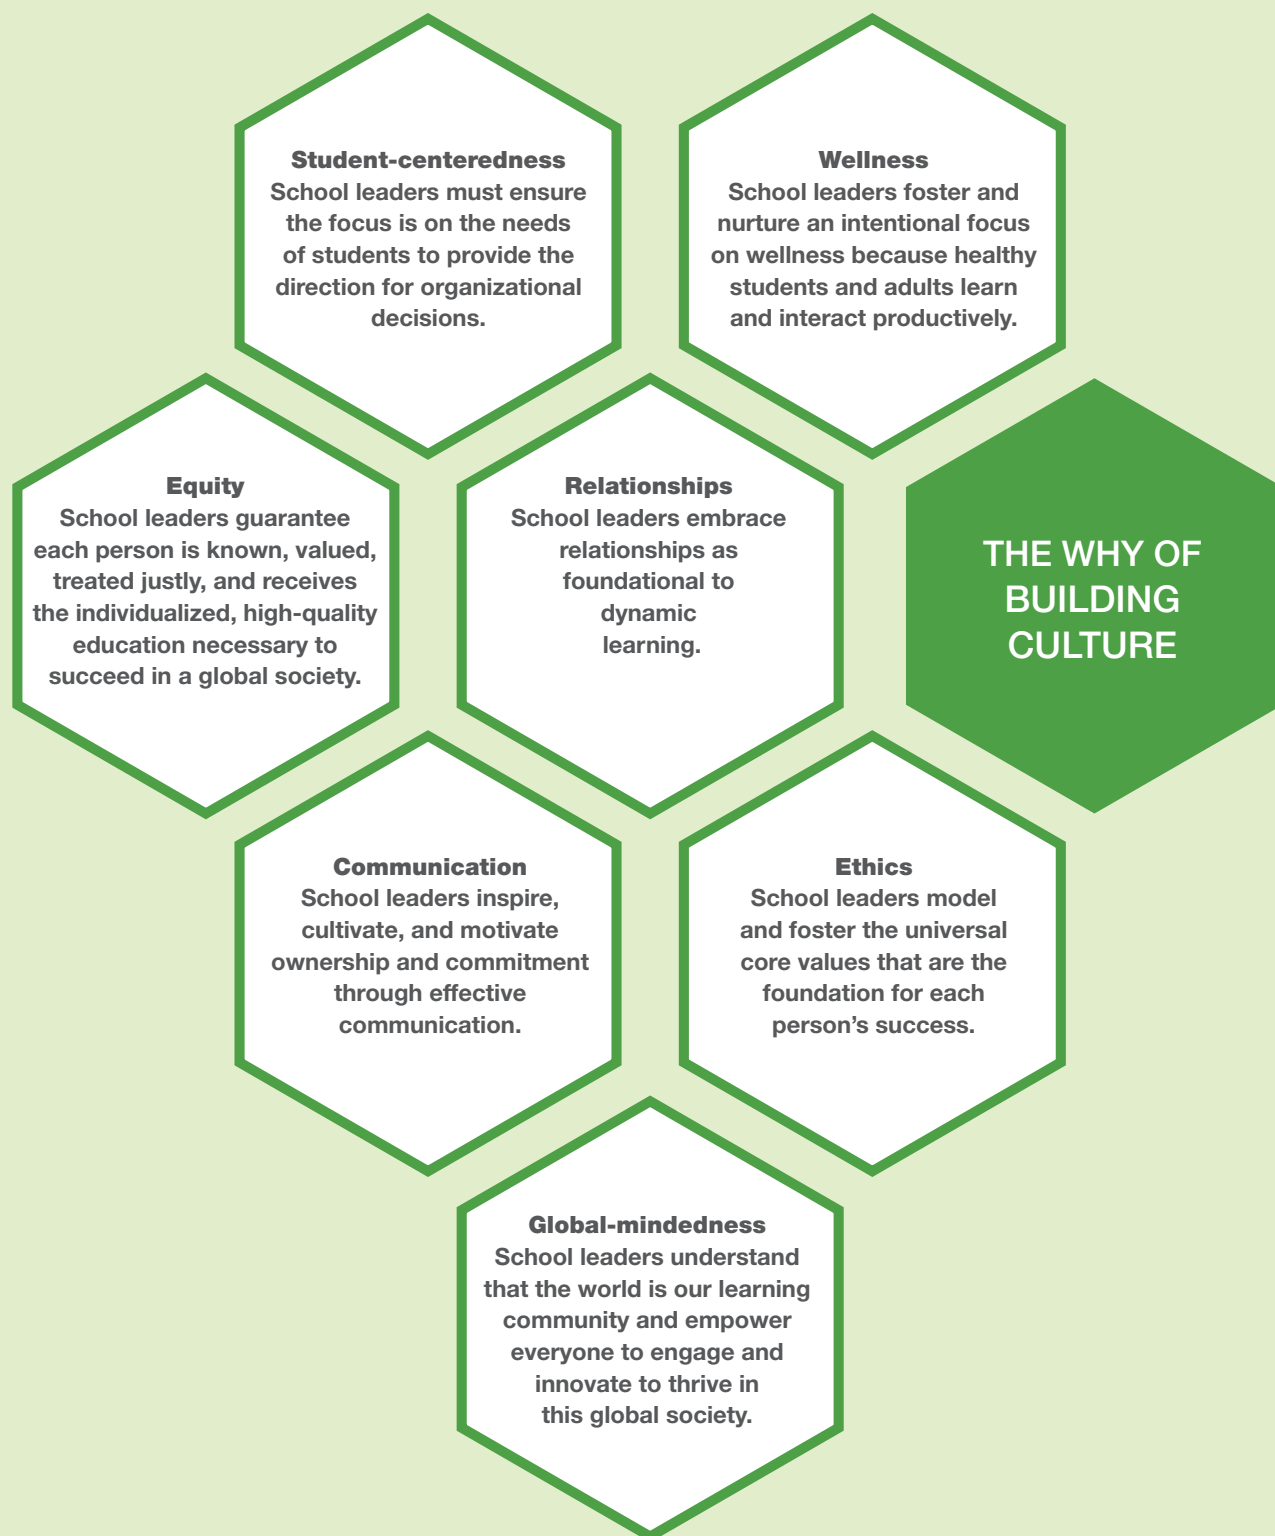 Student-centeredness
School leaders must ensure
the focus is on the needs
of students to provide the
direction for organizational
decisions.
Wellness
School leaders foster and
nurture an intentional focus
on wellness because healthy
students and adults learn
and interact productively.
Equity
School leaders guarantee
each person is known, valued,
treated justly, and receives
the individualized, high-quality
education necessary to
succeed in a global society.
Relationships
School leaders embrace
relationships as
foundational to
dynamic
learning.
THE WHY OF
BUILDING
CULTURE
Communication
School leaders inspire,
cultivate, and motivate
ownership and commitment
through effective
communication.
Ethics
School leaders model
and foster the universal
core values that are the
foundation for each
person’s success.
Global-mindedness
School leaders understand
that the world is our learning
community and empower
everyone to engage and
innovate to thrive in
this global society.